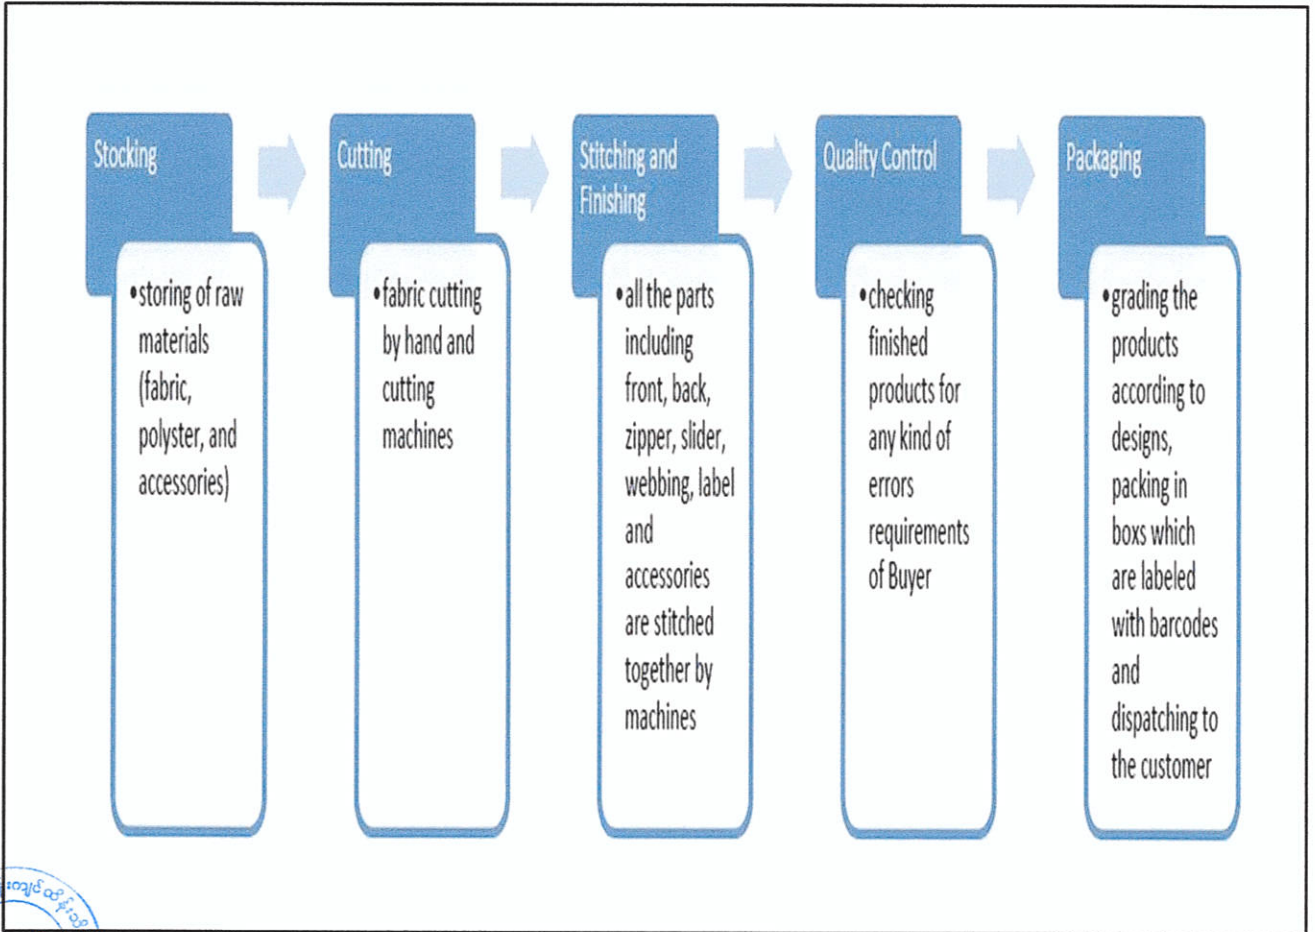 Stocking
•storing of raw
materials
(fabric,
polyster, and
accessories)
Cutting
•fabric cutting
by hand and
cutting
machines
Stitching and
Finishing
•all the parts
including
front, back,
zipper, slider,
webbing, label
and
accessories
are stitched
together by
machines
Quality Control
•checking
finished
products for
any kind of
errors
requirements
of Buyer
Packaging
•grading the
products
according to
designs,
packing in
boxs which
are labeled
with barcodes
and
dispatching to
the customer